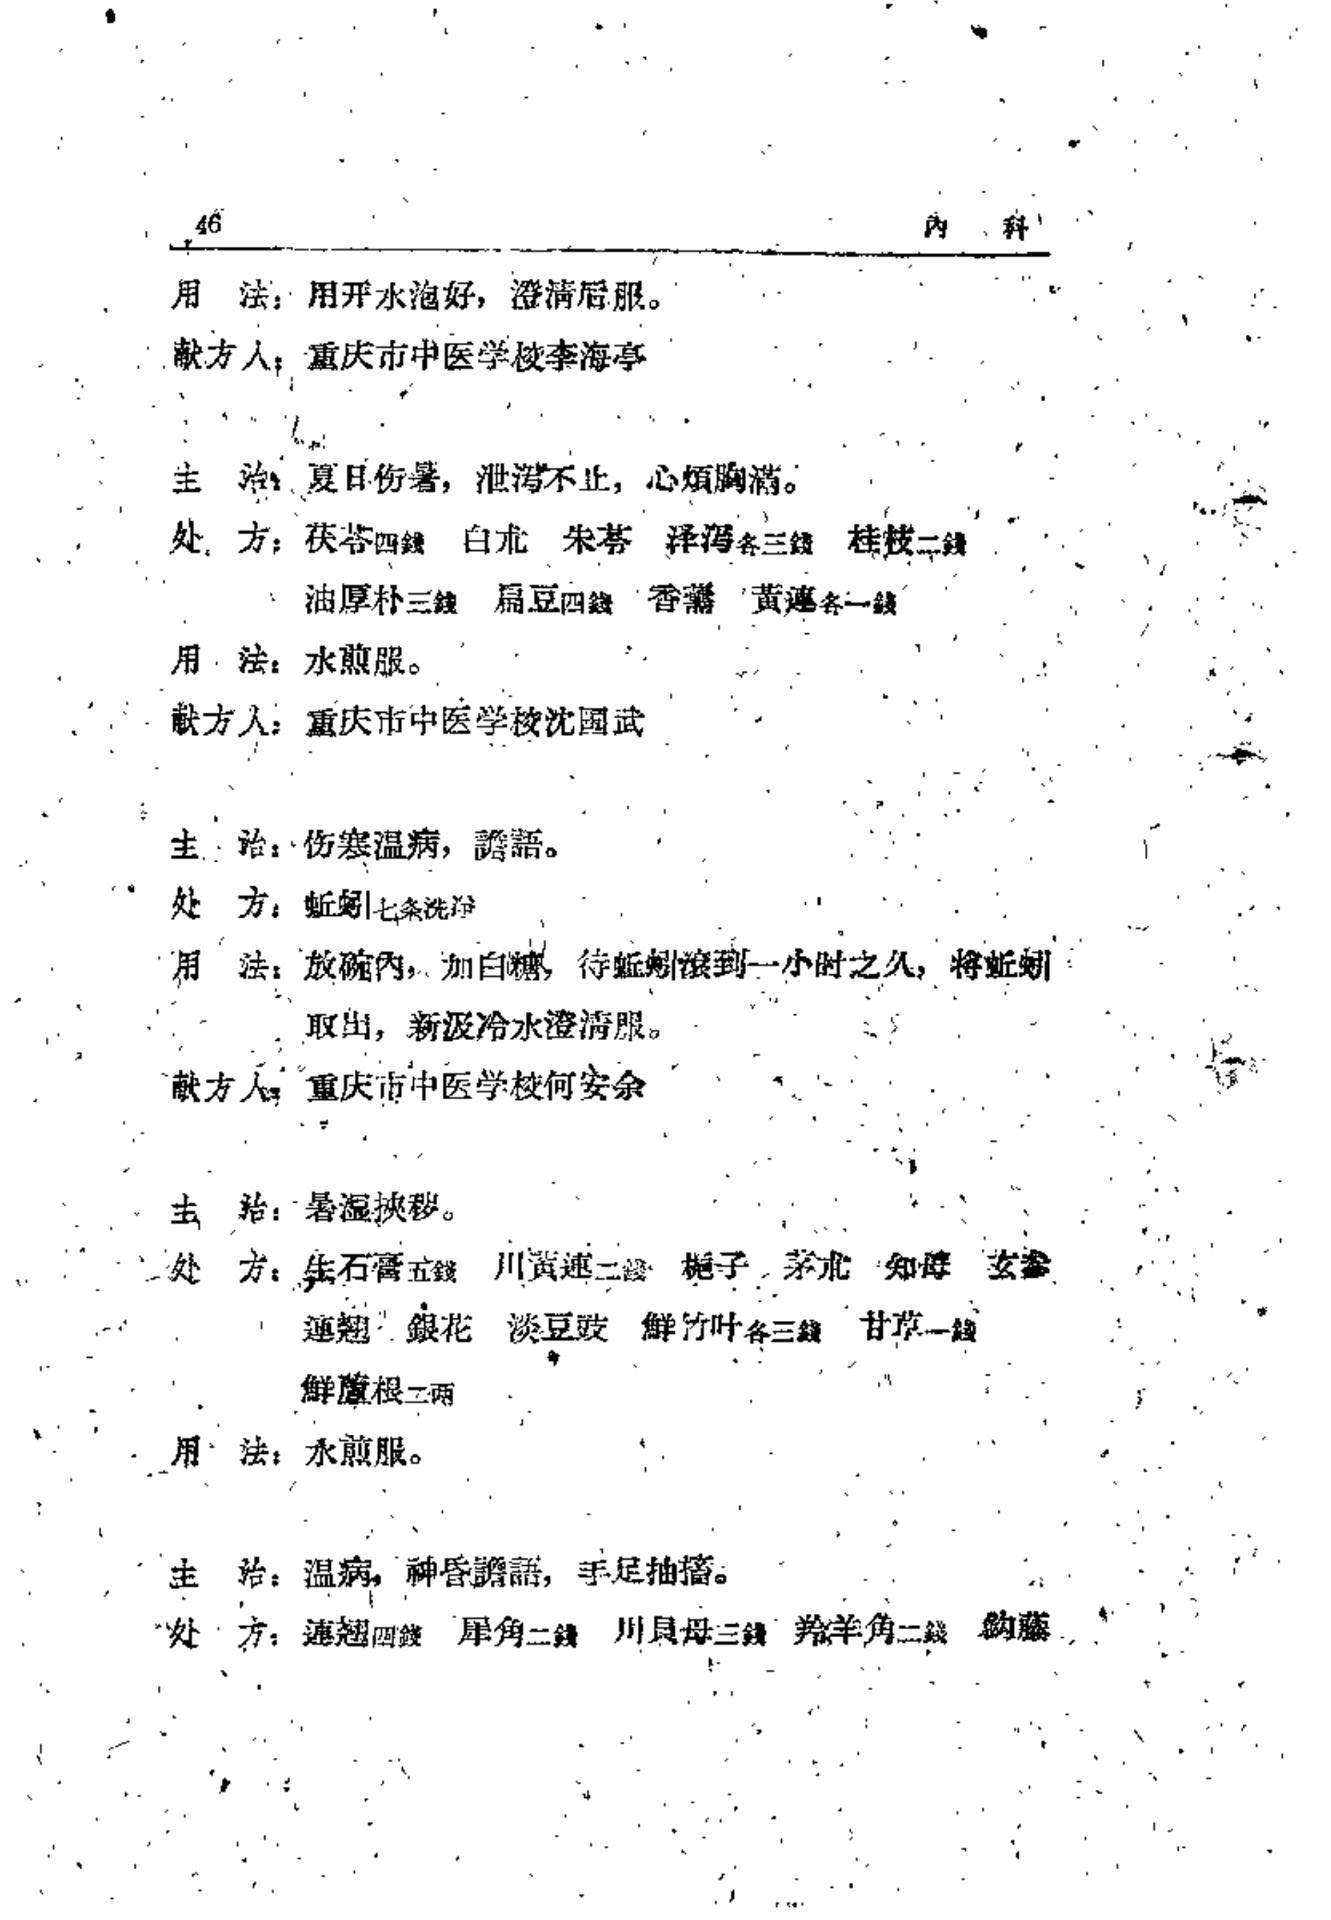 46 內 科
用 法：用开水泡好，澄清后服。
献方人：重庆市中医学校李海亭
主 治：夏日伤暑，泄泻不止，心煩胸滿。
处 方：茯苓四錢 白朮 朱苓 泽泻各三錢 桂枝二錢
油厚朴三錢 扁豆四錢 香薷 黃連各一錢
用 法：水煎服。
献方人：重庆市中医学校沈国武
主 治：伤寒温病，譫語。
处 方：蚯蚓七条洗净
用 法：放碗內，加白糖，待蚯蚓滾到一小时之久，将蚯蚓
取出，新汲冷水澄清服。
献方人：重庆市中医学校何安余
主 治：暑湿挾秽。
处 方：生石膏五錢 川黃連二錢 梔子 茅朮 知母 玄参
連翘 銀花 淡豆豉 鮮竹叶各三錢 甘草一錢
鮮蘆根二兩
用 法：水煎服。
主 治：温病，神昏譫語，手足抽搐。
处 方：連翘四錢 犀角二錢 川貝母三錢 羚羊角二錢 鈎藤